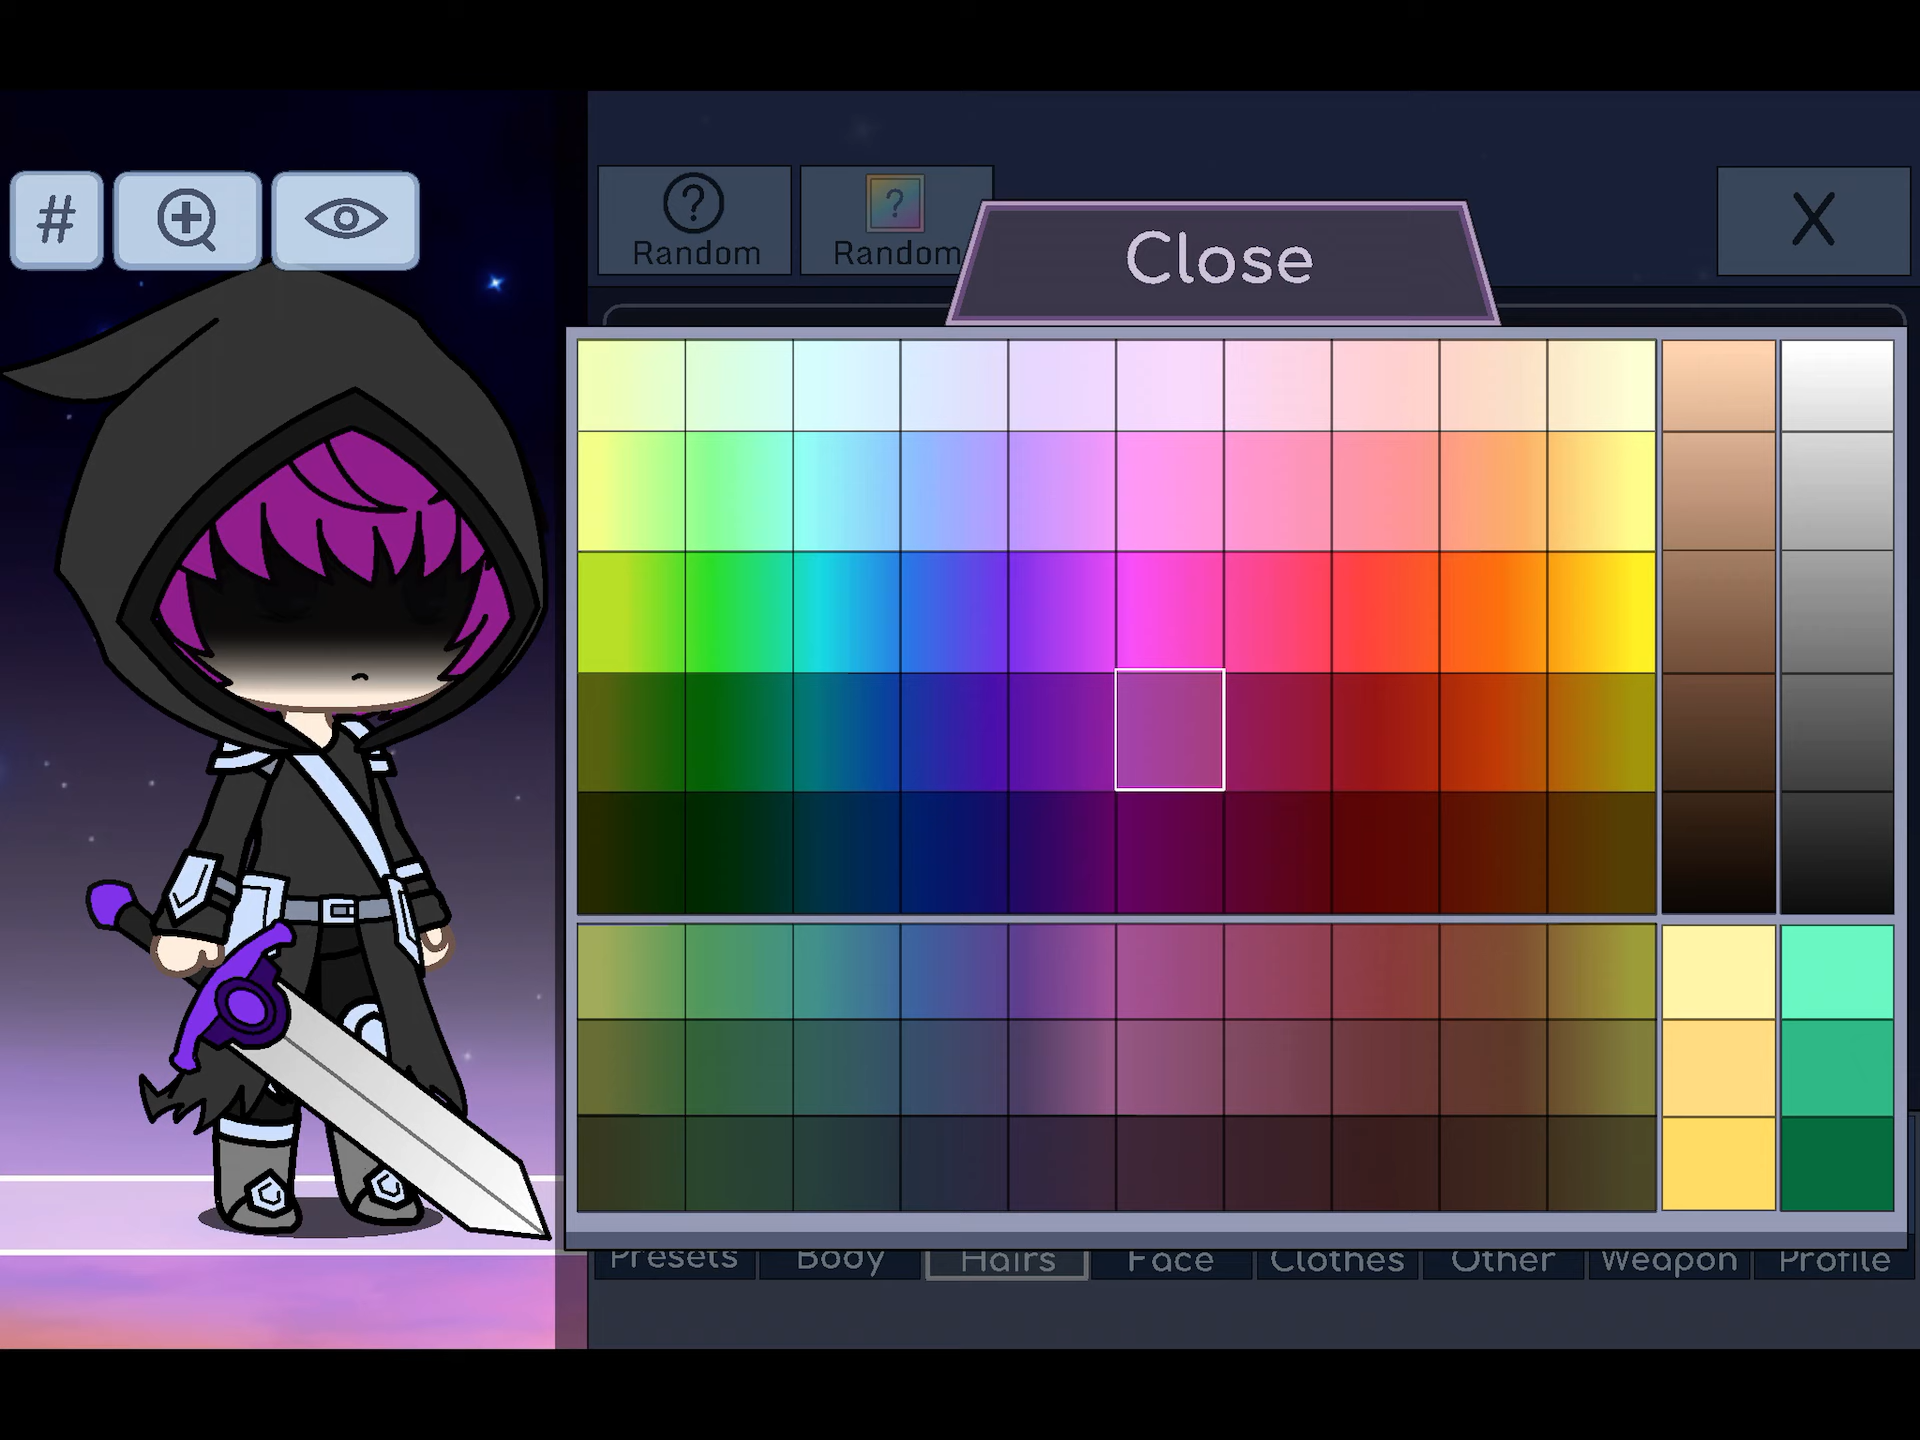 #
? Random
? Random
X
Close
Presets
Body
Hairs
Face
Clothes
Other
Weapon
Profile